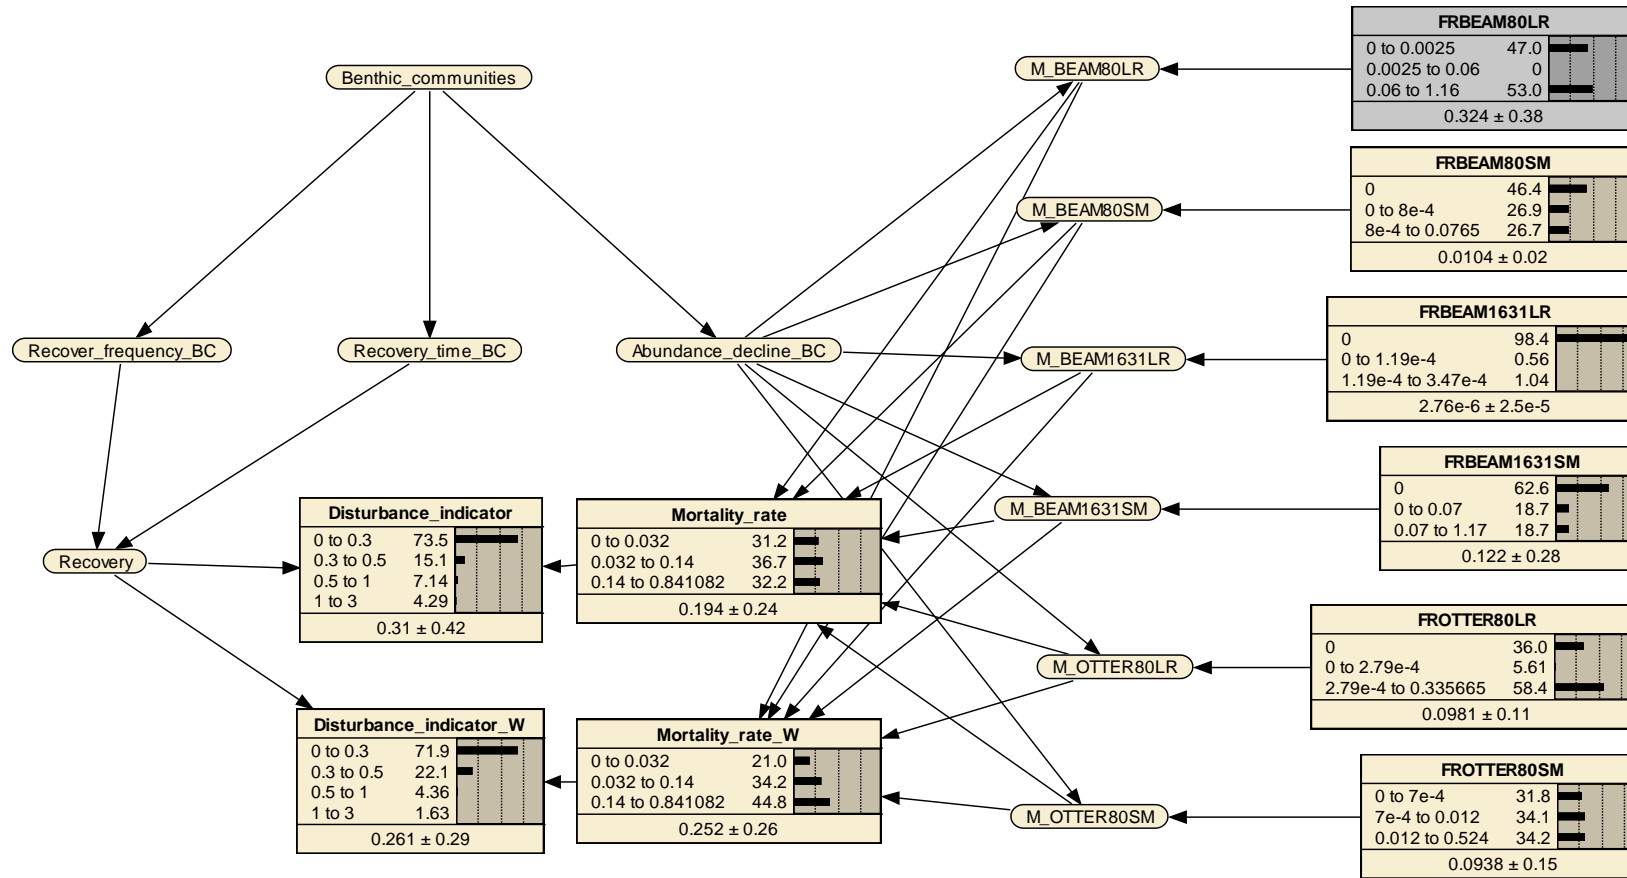 Benthic_communities
Recover_frequency_BC
Recovery_time_BC
Abundance_decline_BC
Recovery
M_BEAM80LR
M_BEAM80SM
M_BEAM1631LR
M_BEAM1631SM
M_OTTER80LR
M_OTTER80SM
FRBEAM80LR
0 to 0.0025 47.0
0.0025 to 0.06 0
0.06 to 1.16 53.0
0.324 ± 0.38
FRBEAM80SM
0 46.4
0 to 8e-4 26.9
8e-4 to 0.0765 26.7
0.0104 ± 0.02
FRBEAM1631LR
0 98.4
0 to 1.19e-4 0.56
1.19e-4 to 3.47e-4 1.04
2.76e-6 ± 2.5e-5
FRBEAM1631SM
0 62.6
0 to 0.07 18.7
0.07 to 1.17 18.7
0.122 ± 0.28
FROTTER80LR
0 36.0
0 to 2.79e-4 5.61
2.79e-4 to 0.335665 58.4
0.0981 ± 0.11
FROTTER80SM
0 to 7e-4 31.8
7e-4 to 0.012 34.1
0.012 to 0.524 34.2
0.0938 ± 0.15
Disturbance_indicator
0 to 0.3 73.5
0.3 to 0.5 15.1
0.5 to 1 7.14
1 to 3 4.29
0.31 ± 0.42
Mortality_rate
0 to 0.032 31.2
0.032 to 0.14 36.7
0.14 to 0.841082 32.2
0.194 ± 0.24
Disturbance_indicator_W
0 to 0.3 71.9
0.3 to 0.5 22.1
0.5 to 1 4.36
1 to 3 1.63
0.261 ± 0.29
Mortality_rate_W
0 to 0.032 21.0
0.032 to 0.14 34.2
0.14 to 0.841082 44.8
0.252 ± 0.26